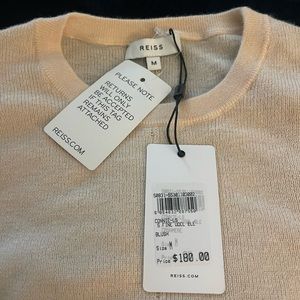 REISS
M
PLEASE NOTE
RETURNS
WILL ONLY
BE ACCEPTED
IF THIS TAG
REMAINS
ATTACHED
REISS.COM
BLUSH
Size M
Price $180.00
REISS.COM